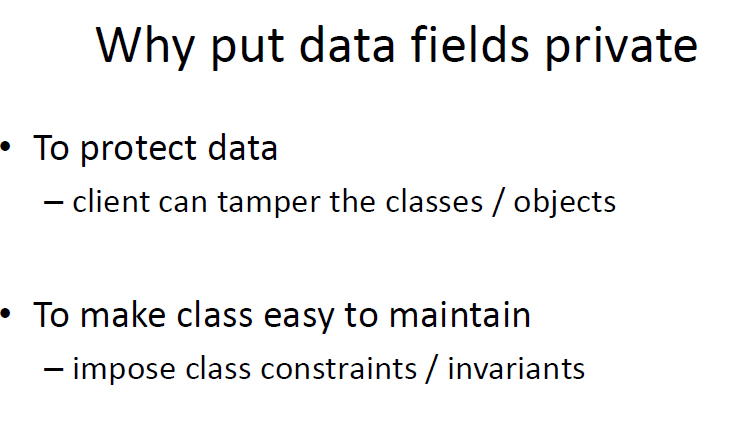 Why put data fields private
• To protect data
– client can tamper the classes / objects
• To make class easy to maintain
– impose class constraints / invariants